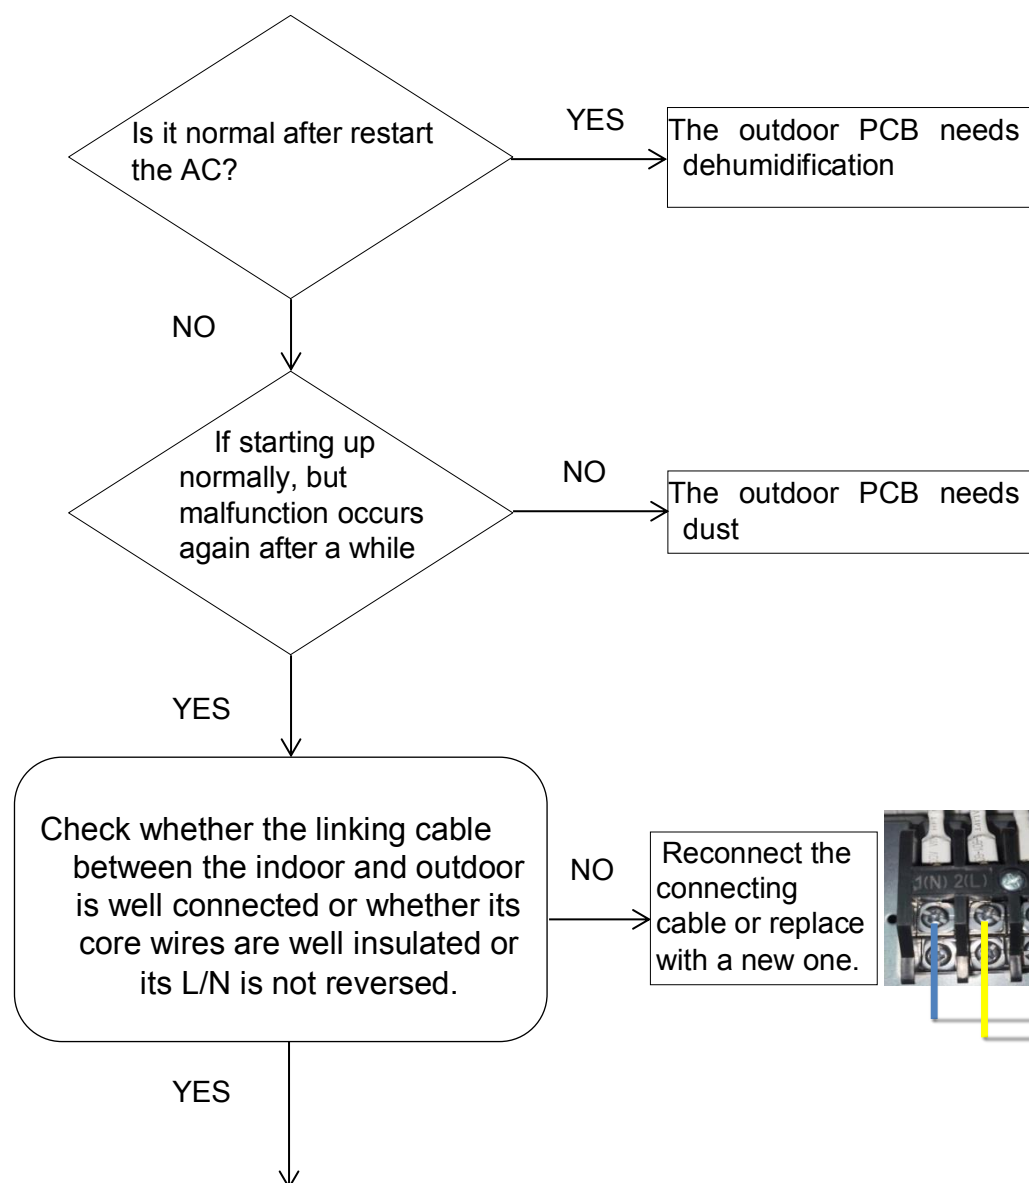 Is it normal after restart
the AC?
YES
The outdoor PCB needs
dehumidification
NO
If starting up
normally, but
malfunction occurs
again after a while
NO
The outdoor PCB needs
dust
YES
Check whether the linking cable
between the indoor and outdoor
is well connected or whether its
core wires are well insulated or
its L/N is not reversed.
NO
Reconnect the
connecting
cable or replace
with a new one.
1(N) 2(L)
YES